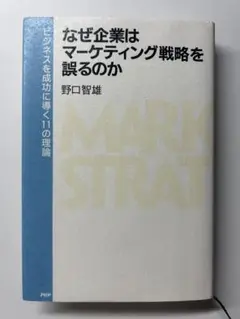 なぜ企業は
マーケティング戦略を
誤るのか
野口智雄
ビジネスを成功に導く11の理論
MARK
STRAT
PHP